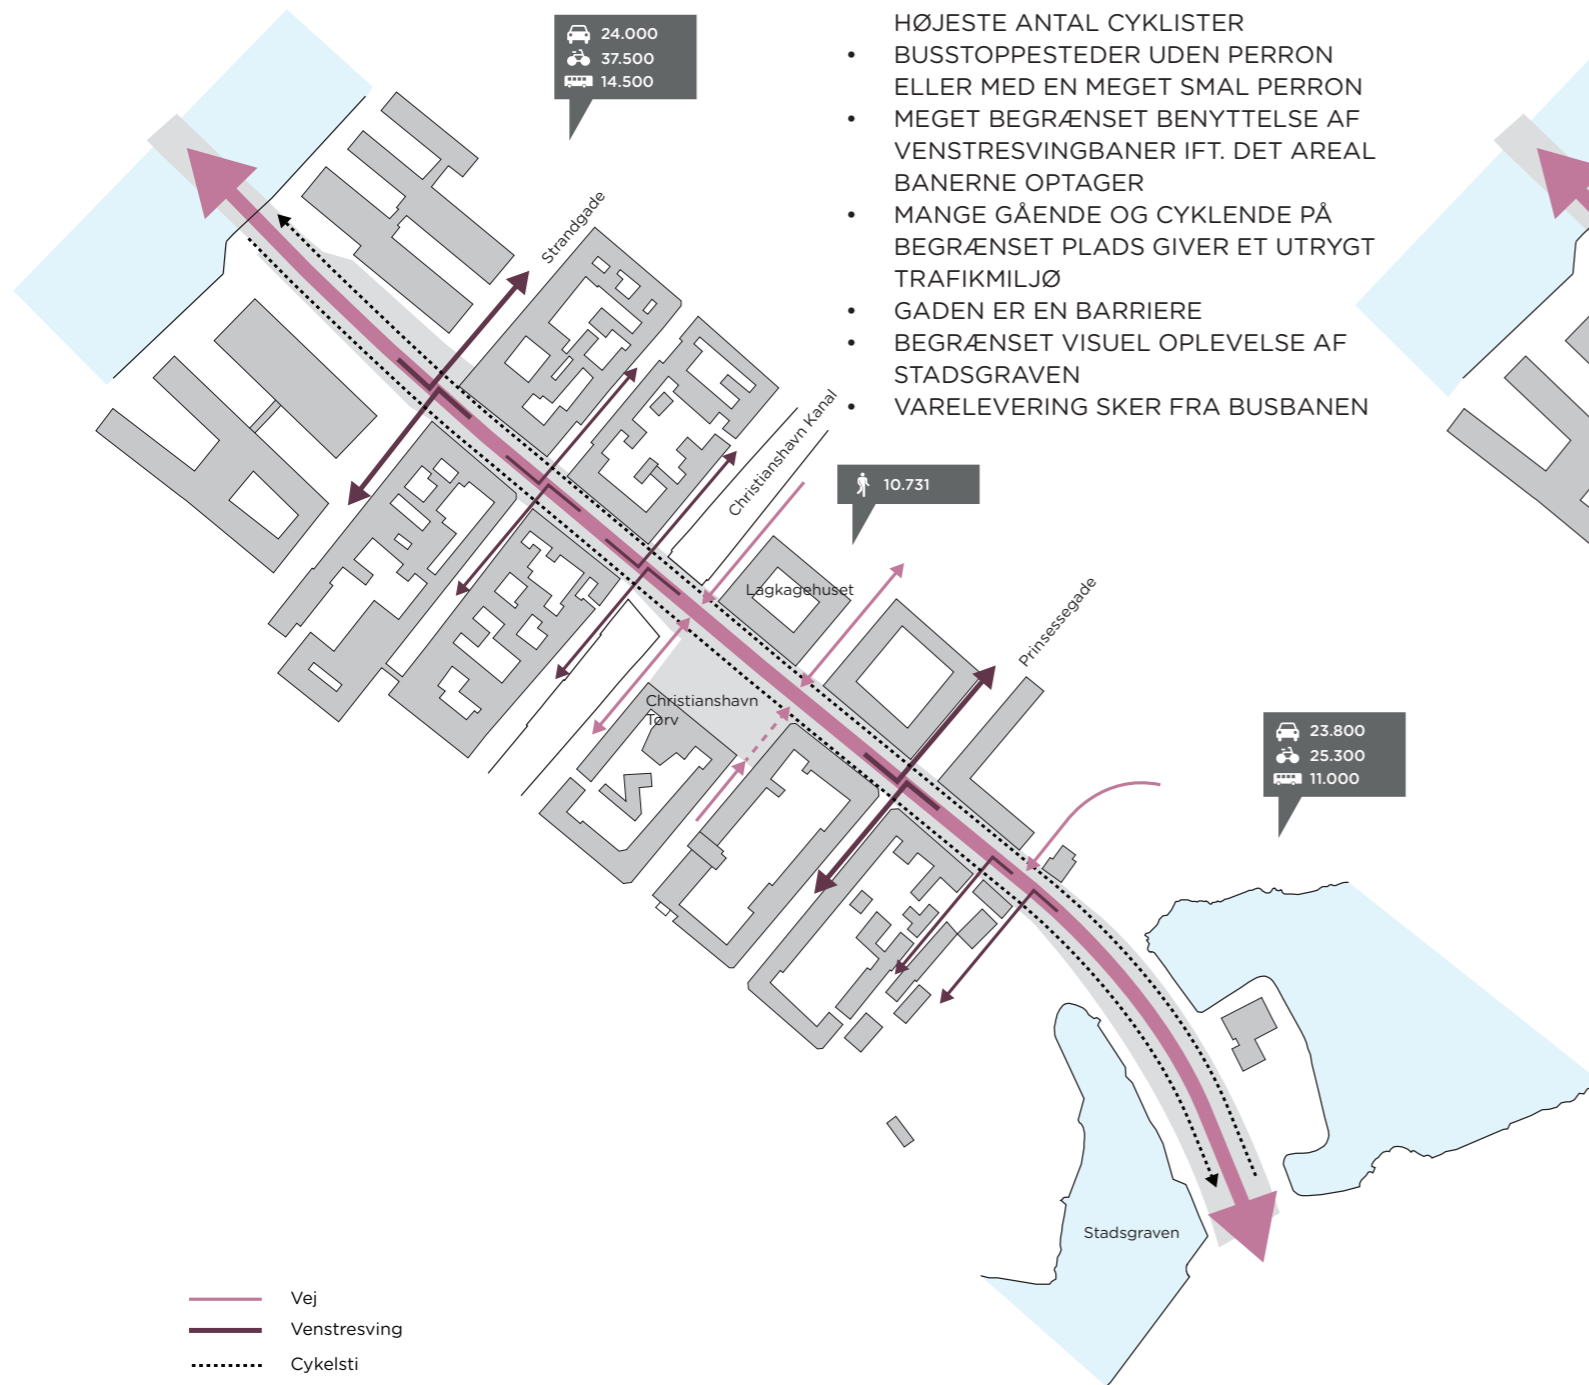 HØJESTE ANTAL CYKLISTER
• BUSSTOPPESTEDER UDEN PERRON
ELLER MED EN MEGET SMAL PERRON
• MEGET BEGRÆNSET BENYTTELSE AF
VENSTRESVINGBANER IFT. DET AREAL
BANERNE OPTAGER
• MANGE GÅENDE OG CYKLENDE PÅ
BEGRÆNSET PLADS GIVER ET UTRYGT
TRAFIKMILJØ
• GADEN ER EN BARRIERE
• BEGRÆNSET VISUEL OPLEVELSE AF
STADSGRAVEN
• VARELEVERING SKER FRA BUSBANEN
24.000
37.500
14.500
Strandgade
Christianshavn Kanal
10.731
Lagkagehuset
Prinsessegade
Christianshavn
Torv
23.800
25.300
11.000
Stadsgraven
Vej
Venstresving
Cykelsti